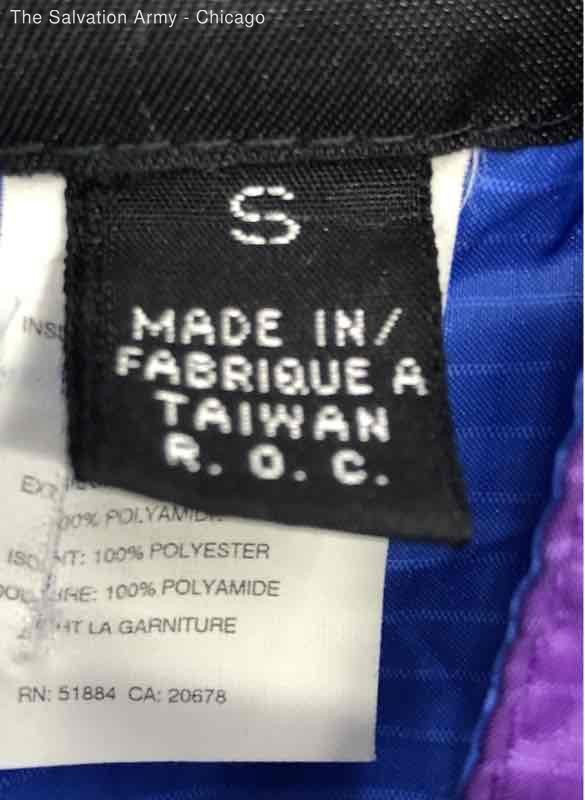 The Salvation Army - Chicago
S
MADE IN/
FABRIQUE A
TAIWAN
R. O. C.
100% POLYAMIDE
100% POLYESTER
100% POLYAMIDE
LA GARNITURE
RN: 51884 CA: 20678